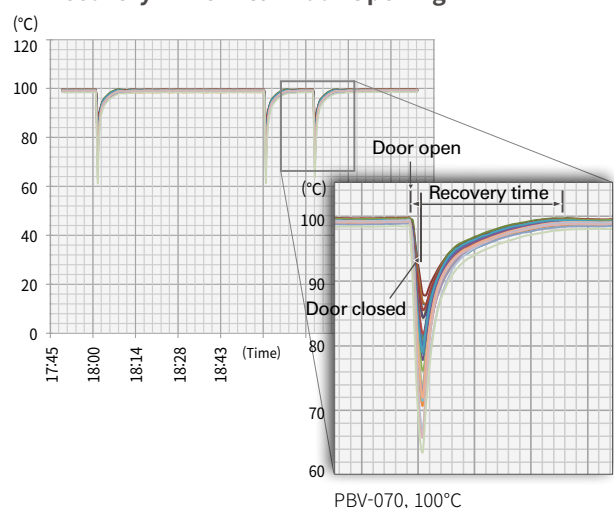 (°C)
120
100
80
60
40
20
0
17:45
18:00
18:14
18:28
18:43
(Time)
Door open
(°C)
Recovery time
100
90
Door closed
80
70
60
PBV-070, 100°C